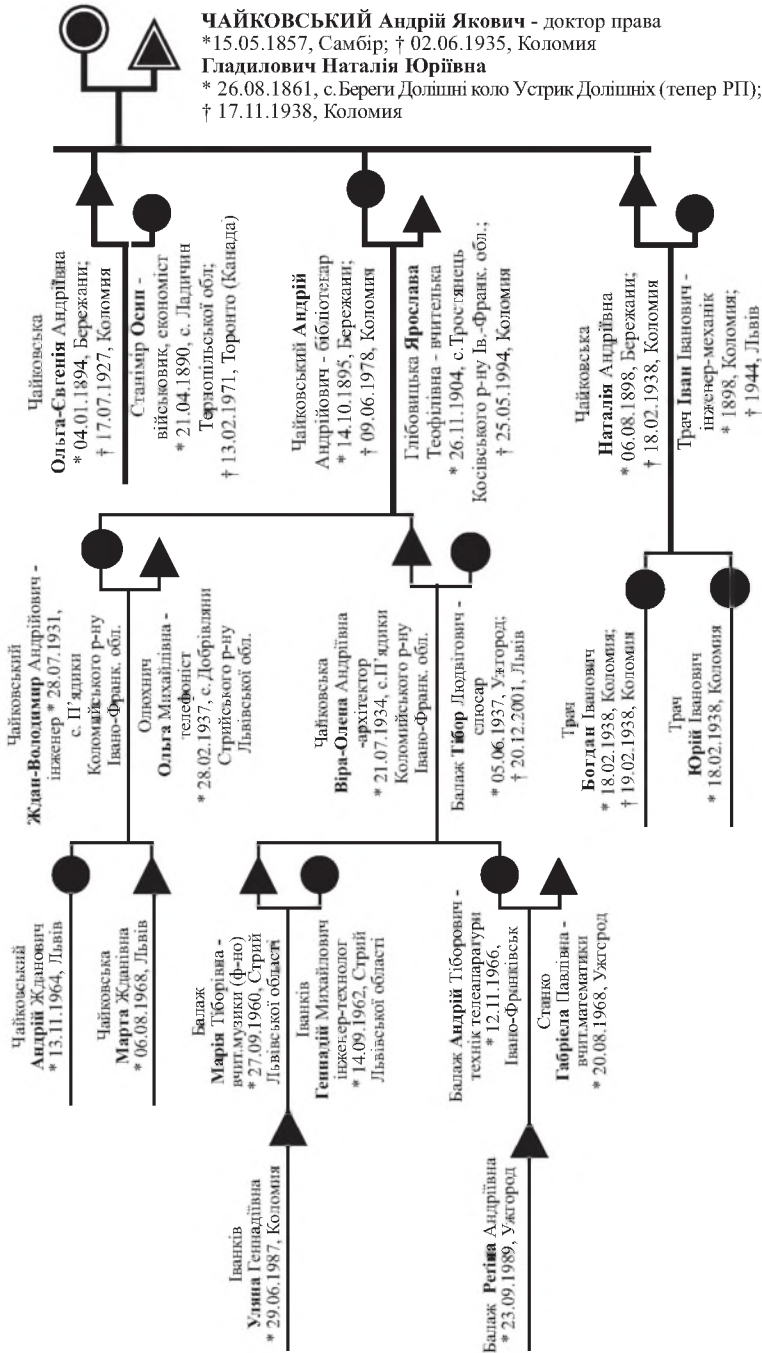 ЧАЙКОВСЬКИЙ Андрій Якович - доктор права
*15.05.1857, Самбір; † 02.06.1935, Коломия
Гладилович Наталія Юріївна
* 26.08.1861, с.Береги Долішні коло Устрик Долішніх (тепер РП);
† 17.11.1938, Коломия
Чайковська
Ольга-Євгенія Андріївна
* 04.01.1894, Бережани;
† 17.07.1927, Коломия
Станімір Осип -
військовик, економіст
* 21.04.1890, с. Ладичин
Тернопільської обл;
† 13.02.1971, Торонто (Канада)
Чайковський Андрій
Андрійович - бібліотекар
* 14.10.1895, Бережани;
† 09.06.1978, Коломия
Глібовицька Ярослава
Теофілівна - вчителька
* 26.11.1904, с.Тростянець
Косівського р-ну Ів.-Франк. обл.;
† 25.05.1994, Коломия
Чайковська
Наталія Андріївна
* 06.08.1898, Бережани;
† 18.02.1938, Коломия
Трач Іван Іванович -
інженер-механік
* 1898, Коломия;
† 1944, Львів
Чайковський
Ждан-Володимир Андрійович -
інженер * 28.07.1931,
с. П'ядики
Коломийського р-ну
Івано-Франк. обл.
Олюхнич
Ольга Михайлівна -
телефоніст
* 28.02.1937, с. Добрівляни
Стрийського р-ну
Львівської обл.
Чайковська
Віра-Олена Андріївна
-архітектор
* 21.07.1934, с.П'ядики
Коломийського р-ну
Івано-Франк. обл.
Балаж Тібор Людвігович -
слюсар
* 05.06.1937, Ужгород;
† 20.12.2001, Львів
Трач
Богдан Іванович
* 18.02.1938, Коломия;
† 19.02.1938, Коломия
Трач
Юрій Іванович
* 18.02.1938, Коломия
Чайковський
Андрій Жданович
* 13.11.1964, Львів
Чайковська
Марта Жданівна
* 06.08.1968, Львів
Балаж
Марія Тіборівна -
вчит.музики (ф-но)
* 27.09.1960, Стрий
Львівської області
Іванків
Геннадій Михайлович
інженер-технолог
* 14.09.1962, Стрий
Львівської області
Балаж Андрій Тіборович -
технік телеапаратури
* 12.11.1966,
Івано-Франківськ
Станко
Габріела Павлівна -
вчит.математики
* 20.08.1968, Ужгород
Іванків
Уляна Геннадіївна
* 29.06.1987, Коломия
Балаж Регіна Андріївна
* 23.09.1989, Ужгород